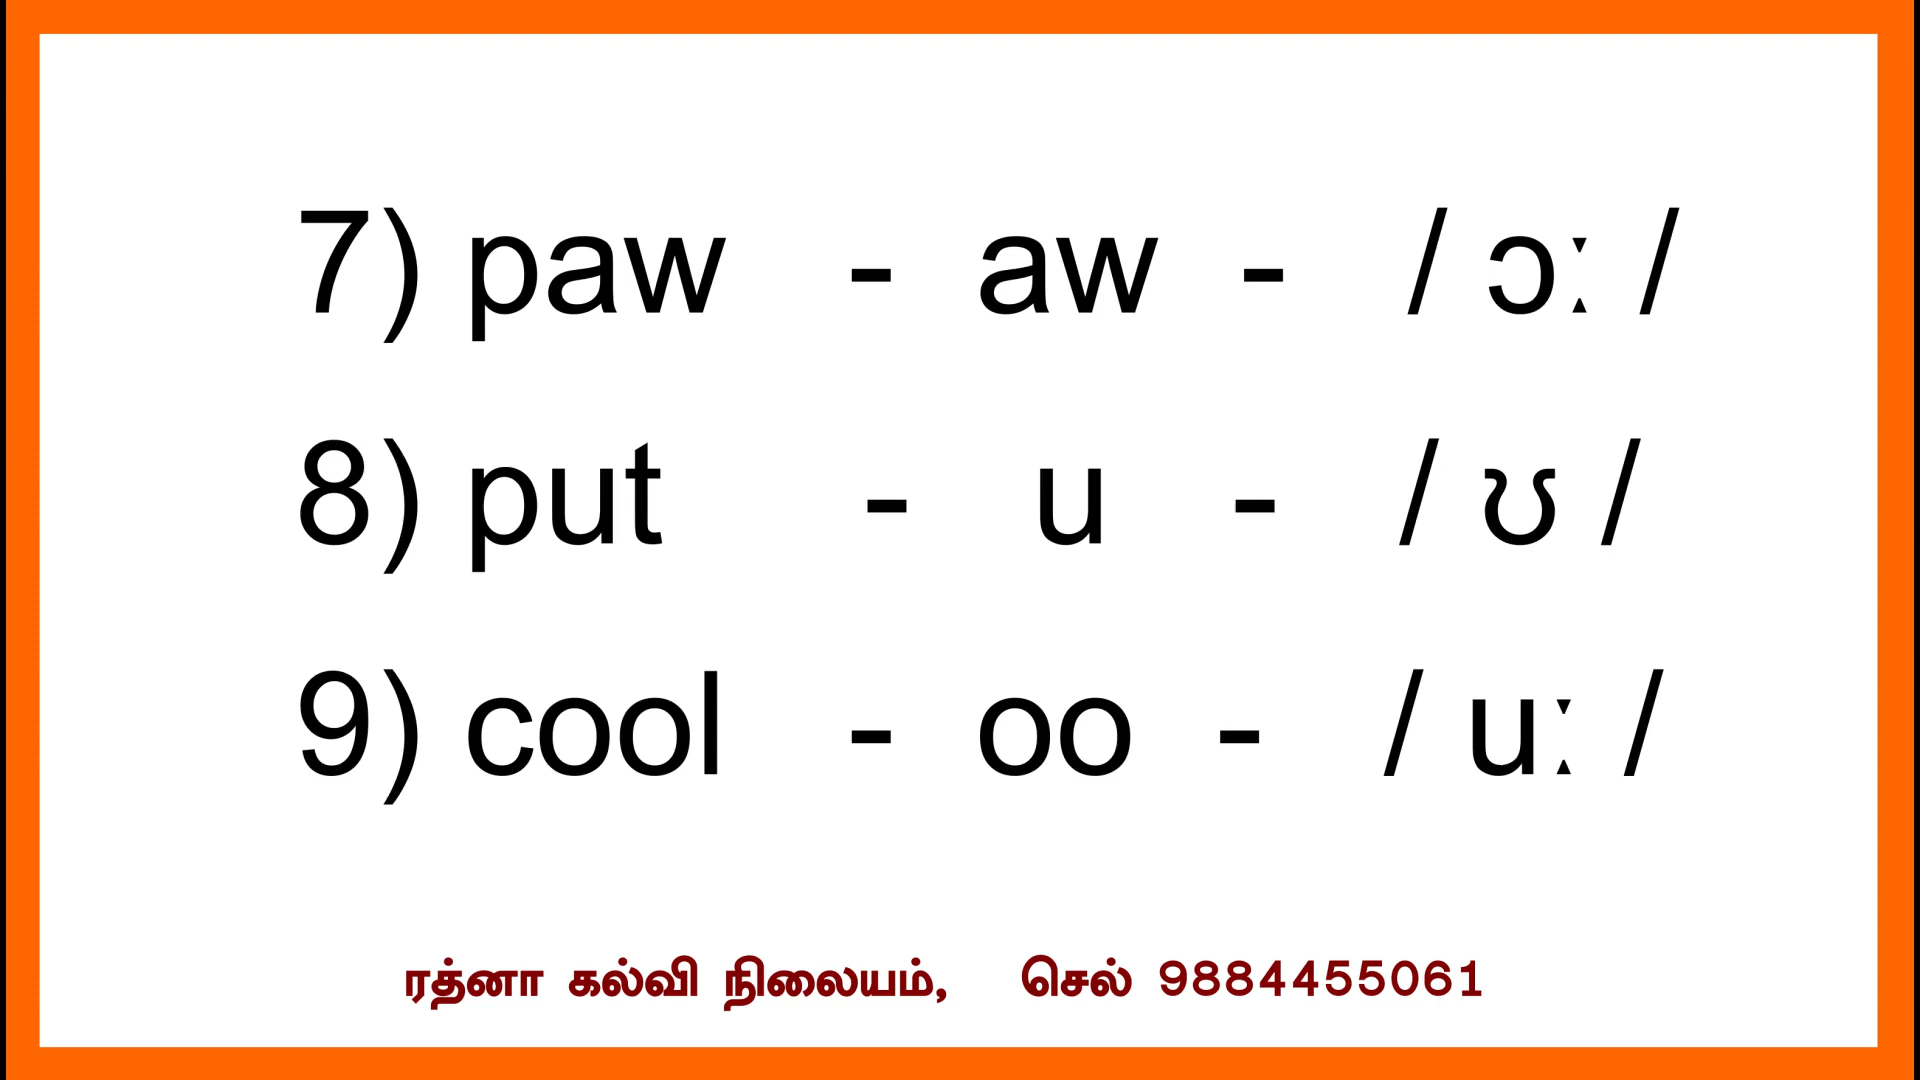 7) paw - aw - / ɔː /
8) put - u - / ʊ /
9) cool - oo - / uː /
ரத்னா கல்வி நிலையம், செல் 9884455061